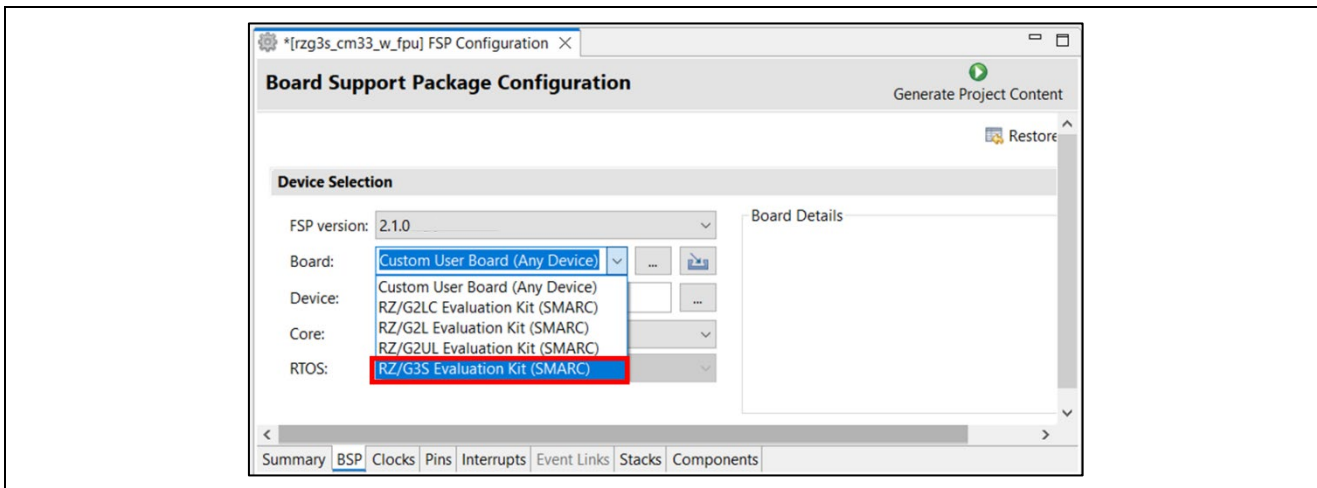 *[rzg3s_cm33_w_fpu] FSP Configuration
Board Support Package Configuration
Generate Project Content
Restore
Device Selection
FSP version: 2.1.0
Board Details
Board: Custom User Board (Any Device) ...
Custom User Board (Any Device)
Device: ...
RZ/G2LC Evaluation Kit (SMARC)
RZ/G2L Evaluation Kit (SMARC)
Core:
RZ/G2UL Evaluation Kit (SMARC)
RTOS: RZ/G3S Evaluation Kit (SMARC)
Summary BSP Clocks Pins Interrupts Event Links Stacks Components